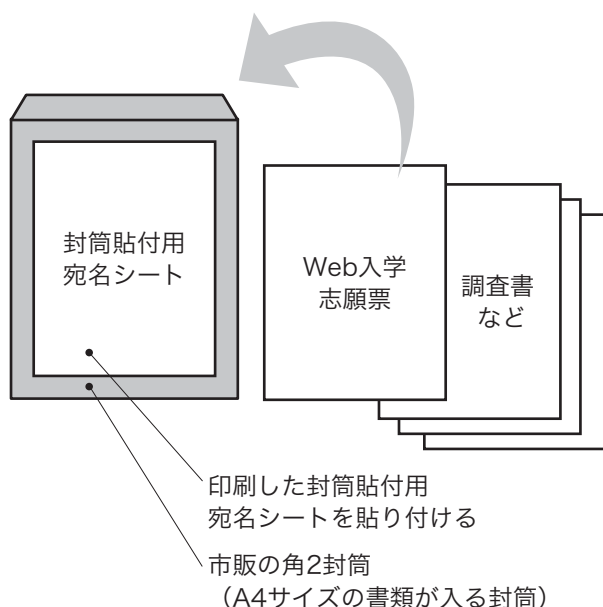 封筒貼付用
宛名シート
Web入学
志願票
調査書
など
印刷した封筒貼付用
宛名シートを貼り付ける
市販の角2封筒
（A4サイズの書類が入る封筒）